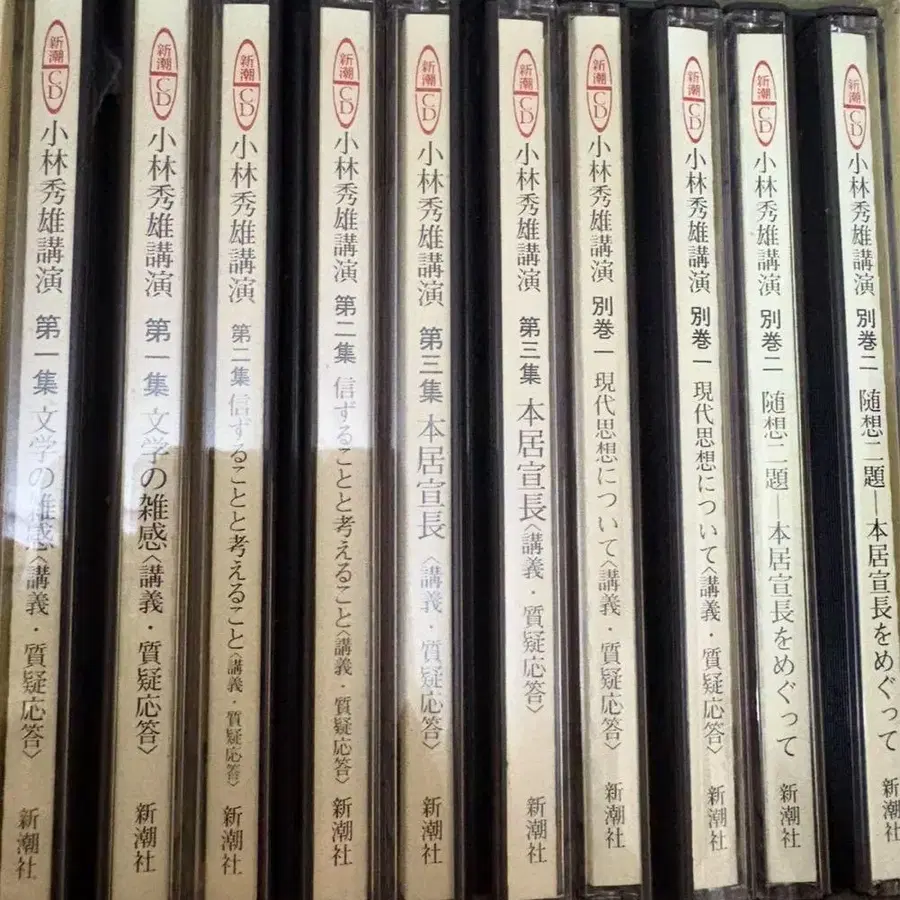 新潮CD 小林秀雄講演 第一集 文学の雑感〈講義・質疑応答〉 新潮社
新潮CD 小林秀雄講演 第一集 文学の雑感〈講義・質疑応答〉 新潮社
新潮CD 小林秀雄講演 第二集 信ずることと考えること〈講義・質疑応答〉 新潮社
新潮CD 小林秀雄講演 第二集 信ずることと考えること〈講義・質疑応答〉 新潮社
新潮CD 小林秀雄講演 第三集 本居宣長〈講義・質疑応答〉 新潮社
新潮CD 小林秀雄講演 第三集 本居宣長〈講義・質疑応答〉 新潮社
新潮CD 小林秀雄講演 別巻一 現代思想について〈講義・質疑応答〉 新潮社
新潮CD 小林秀雄講演 別巻一 現代思想について〈講義・質疑応答〉 新潮社
新潮CD 小林秀雄講演 別巻二 随想二題 本居宣長をめぐって 新潮社
新潮CD 小林秀雄講演 別巻二 随想二題―本居宣長をめぐって 新潮社